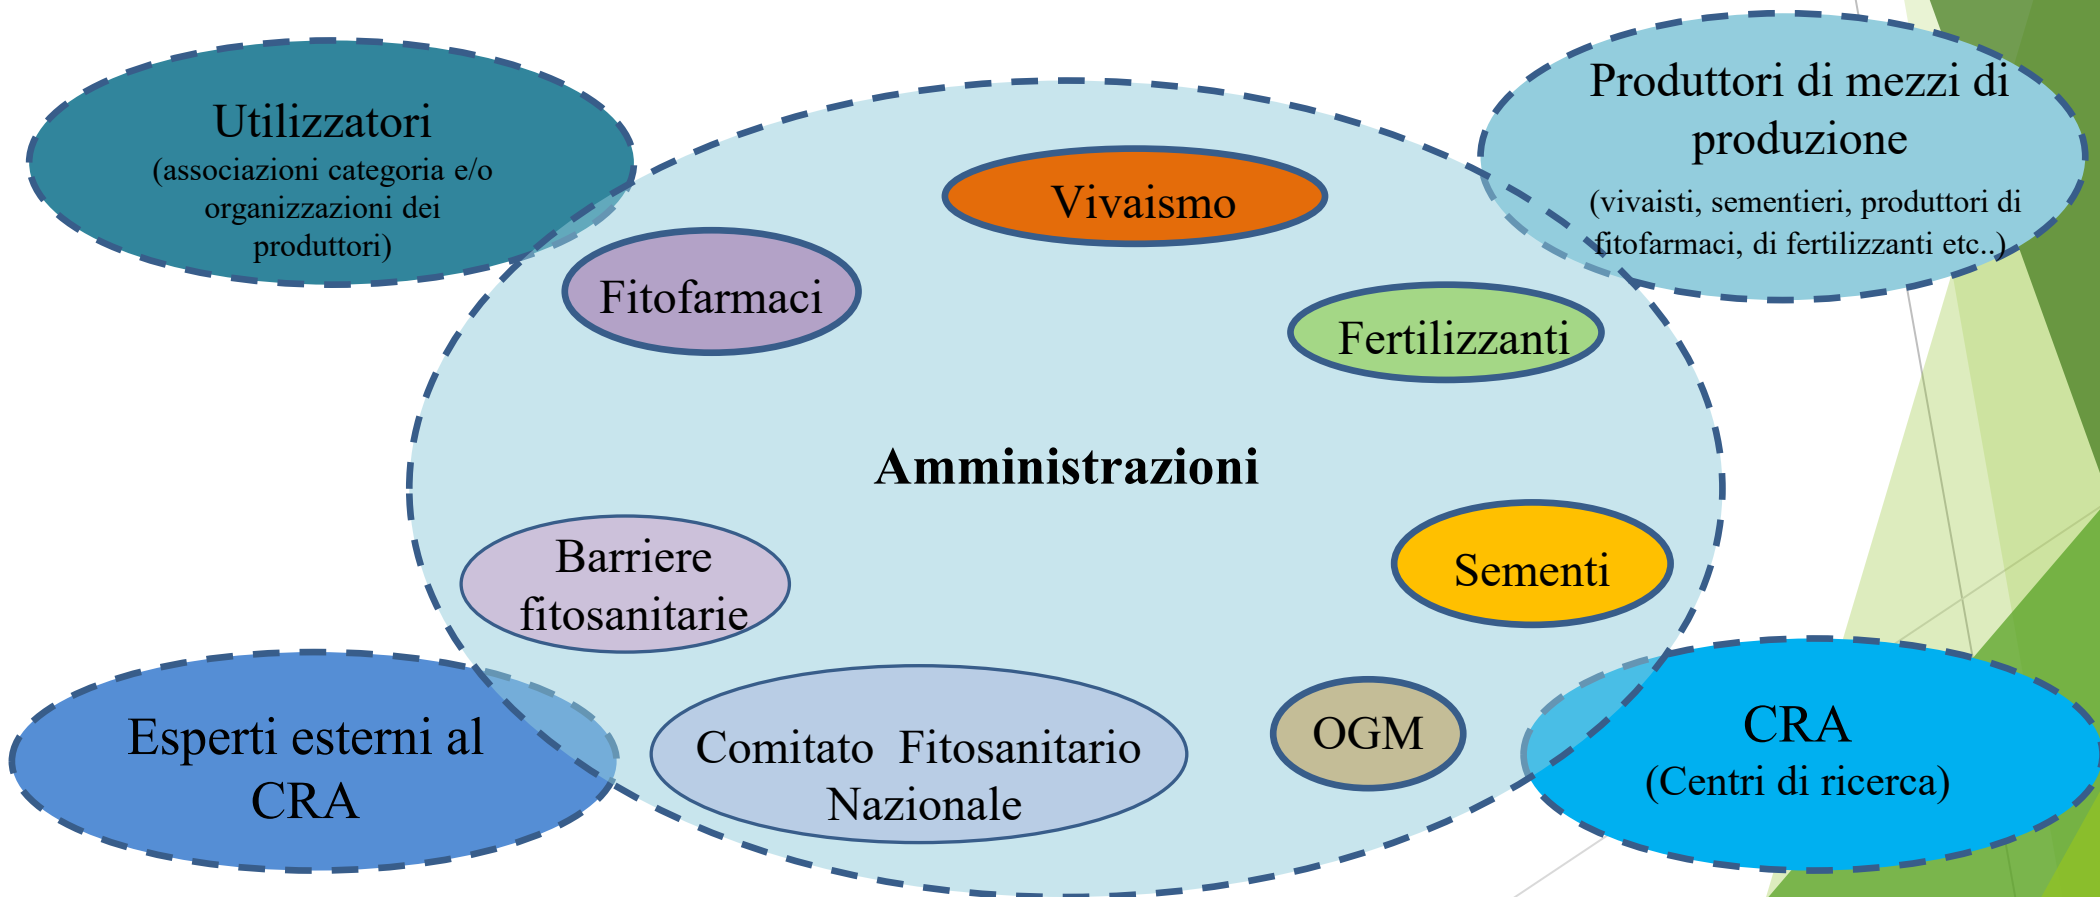 Utilizzatori
(associazioni categoria e/o
organizzazioni dei
produttori)
Produttori di mezzi di
produzione
(vivaisti, sementieri, produttori di
fitofarmaci, di fertilizzanti etc..)
Vivaismo
Fitofarmaci
Fertilizzanti
Amministrazioni
Barriere
fitosanitarie
Sementi
Esperti esterni al
CRA
Comitato  Fitosanitario
Nazionale
OGM
CRA
(Centri di ricerca)